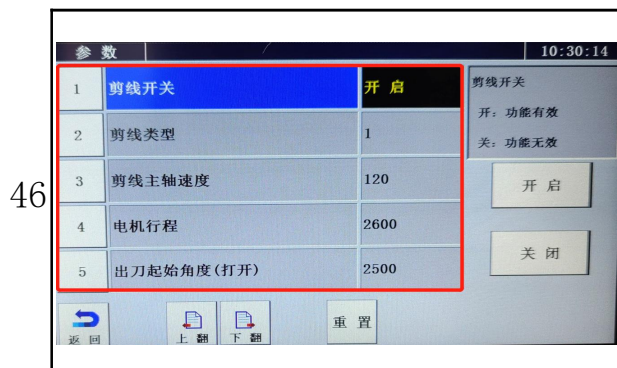 46
参 数
10:30:14
1 剪线开关 开 启
2 剪线类型 1
3 剪线主轴速度 120
4 电机行程 2600
5 出刀起始角度(打开) 2500
剪线开关
开：功能有效
关：功能无效
开 启
关 闭
返 回
上 翻
下 翻
重 置